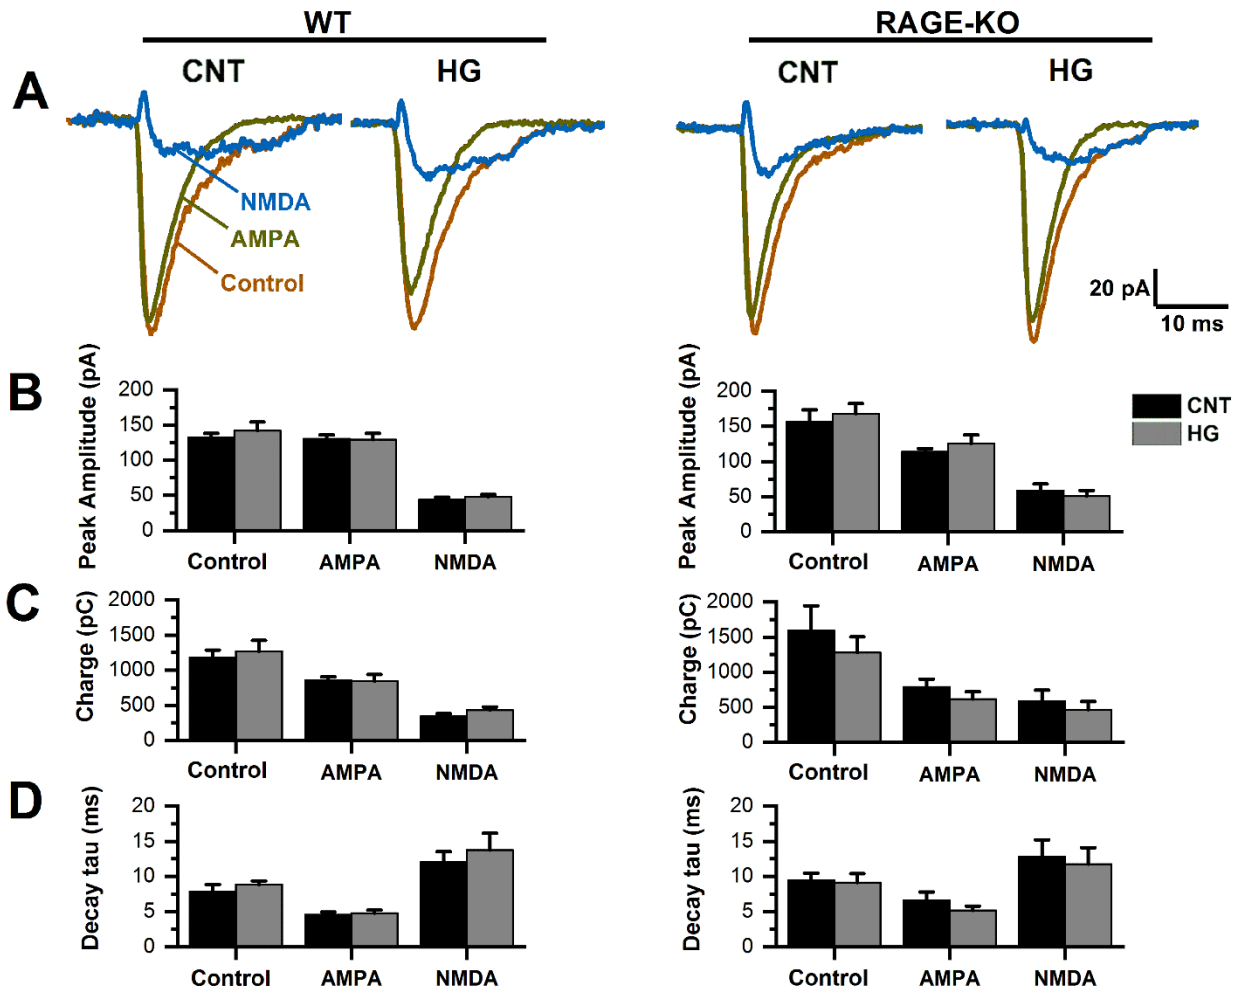 WT
RAGE-KO
CNT
HG
CNT
HG
A
NMDA
AMPA
Control
20 pA
10 ms
B
Peak Amplitude (pA)
200
150
100
50
0
Control
AMPA
NMDA
Peak Amplitude (pA)
200
150
100
50
0
Control
AMPA
NMDA
CNT
HG
C
Charge (pC)
2000
1500
1000
500
0
Control
AMPA
NMDA
Charge (pC)
2000
1500
1000
500
0
Control
AMPA
NMDA
D
Decay tau (ms)
20
15
10
5
0
Control
AMPA
NMDA
Decay tau (ms)
20
15
10
5
0
Control
AMPA
NMDA